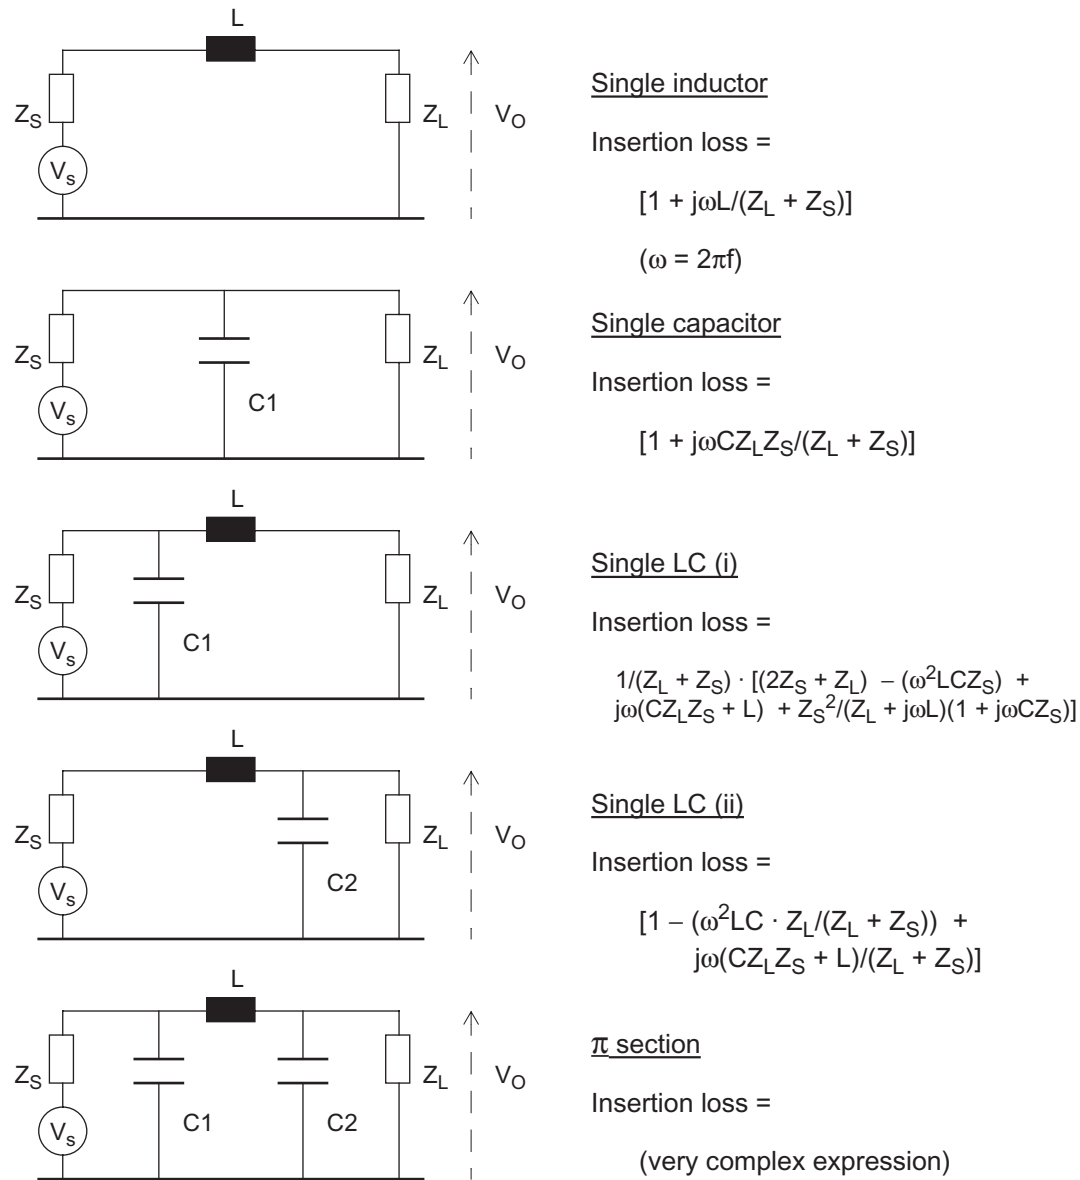 L
Z_S
V_s
Z_L
V_O
Single inductor
Insertion loss =
[1 + jωL/(Z_L + Z_S)]
(ω = 2πf)
Z_S
V_s
C1
Z_L
V_O
Single capacitor
Insertion loss =
[1 + jωCZ_LZ_S/(Z_L + Z_S)]
L
Z_S
V_s
C1
Z_L
V_O
Single LC (i)
Insertion loss =
1/(Z_L + Z_S) · [(2Z_S + Z_L) – (ω²LCZ_S) +
jω(CZ_LZ_S + L) + Z_S²/(Z_L + jωL)(1 + jωCZ_S)]
L
Z_S
V_s
C2
Z_L
V_O
Single LC (ii)
Insertion loss =
[1 – (ω²LC · Z_L/(Z_L + Z_S)) +
jω(CZ_LZ_S + L)/(Z_L + Z_S)]
L
Z_S
V_s
C1
C2
Z_L
V_O
π section
Insertion loss =
(very complex expression)